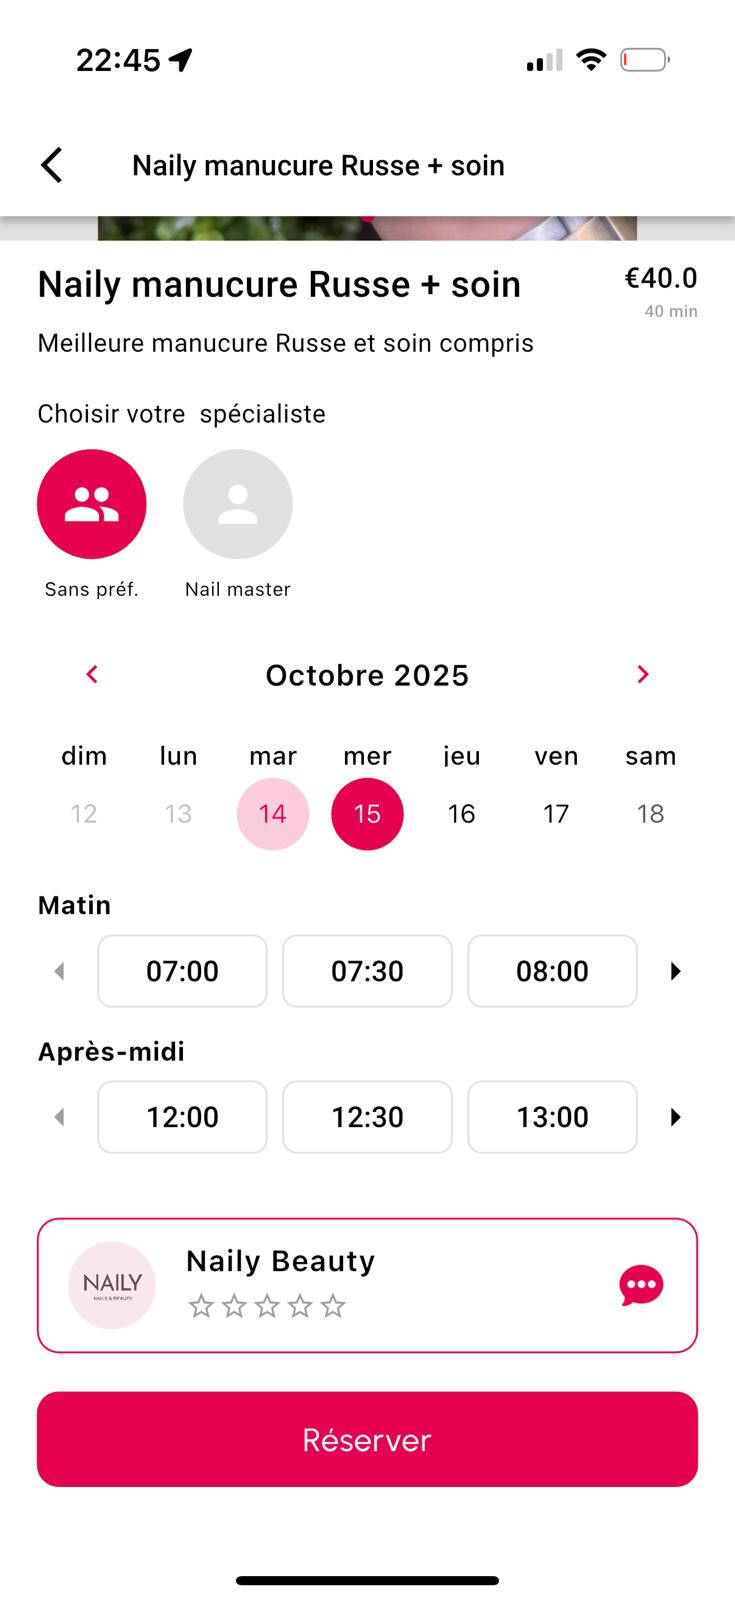 22:45
Naily manucure Russe + soin
Naily manucure Russe + soin
€40.0
40 min
Meilleure manucure Russe et soin compris
Choisir votre  spécialiste
Sans préf.
Nail master
Octobre 2025
dim lun mar mer jeu ven sam
12 13 14 15 16 17 18
Matin
07:00 07:30 08:00
Après-midi
12:00 12:30 13:00
NAILY
NAILS & BEAUTY
Naily Beauty
Réserver